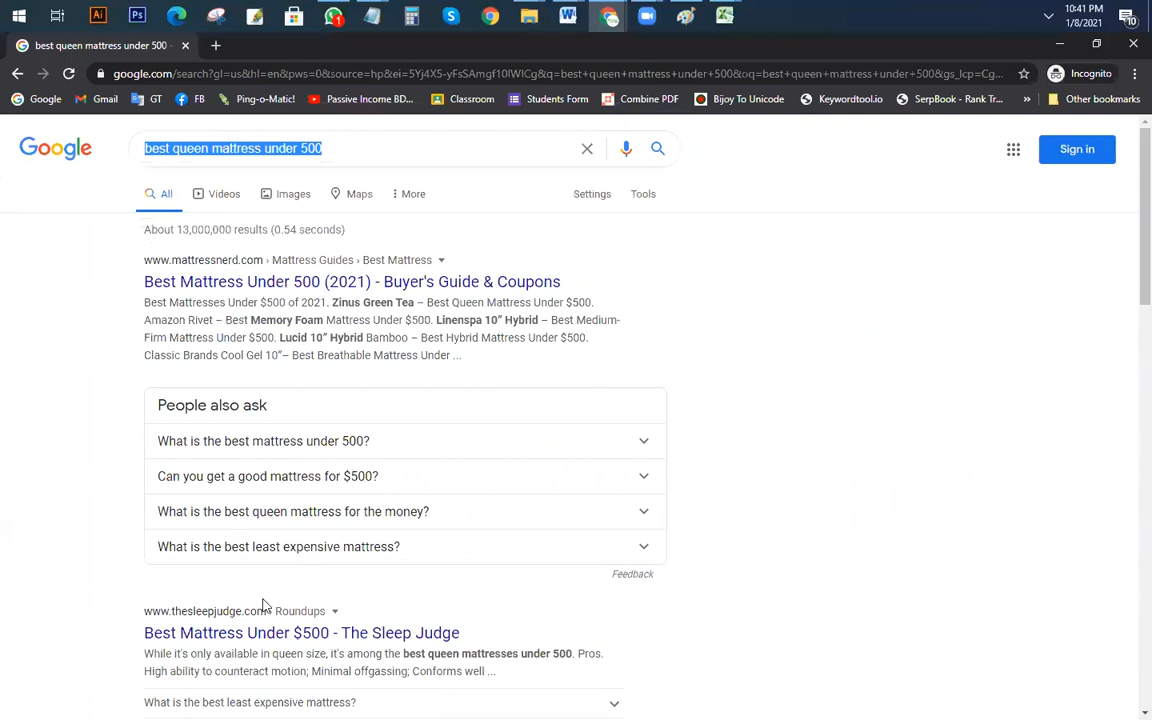 Ai
Ps
1
S
W
10:41 PM
1/8/2021
10
best queen mattress under 500 -
google.com/search?gl=us&hl=en&pws=0&source=hp&ei=5Yj4X5-yFsSAmgf10IWICg&q=best+queen+mattress+under+500&oq=best+queen+mattress+under+500&gs_lcp=Cg...
Incognito
Google
Gmail
GT
FB
Ping-o-Matic!
Passive Income BD...
Classroom
Students Form
Combine PDF
Bijoy To Unicode
Keywordtool.io
SerpBook - Rank Tr...
»
Other bookmarks
Google
best queen mattress under 500
Sign in
All
Videos
Images
Maps
More
Settings
Tools
About 13,000,000 results (0.54 seconds)
www.mattressnerd.com › Mattress Guides › Best Mattress
Best Mattress Under 500 (2021) - Buyer's Guide & Coupons
Best Mattresses Under $500 of 2021. Zinus Green Tea – Best Queen Mattress Under $500.
Amazon Rivet – Best Memory Foam Mattress Under $500. Linenspa 10” Hybrid – Best Medium-
Firm Mattress Under $500. Lucid 10” Hybrid Bamboo – Best Hybrid Mattress Under $500.
Classic Brands Cool Gel 10”– Best Breathable Mattress Under ...
People also ask
What is the best mattress under 500?
Can you get a good mattress for $500?
What is the best queen mattress for the money?
What is the best least expensive mattress?
Feedback
www.thesleepjudge.com › Roundups
Best Mattress Under $500 - The Sleep Judge
While it's only available in queen size, it's among the best queen mattresses under 500. Pros.
High ability to counteract motion; Minimal offgassing; Conforms well ...
What is the best least expensive mattress?